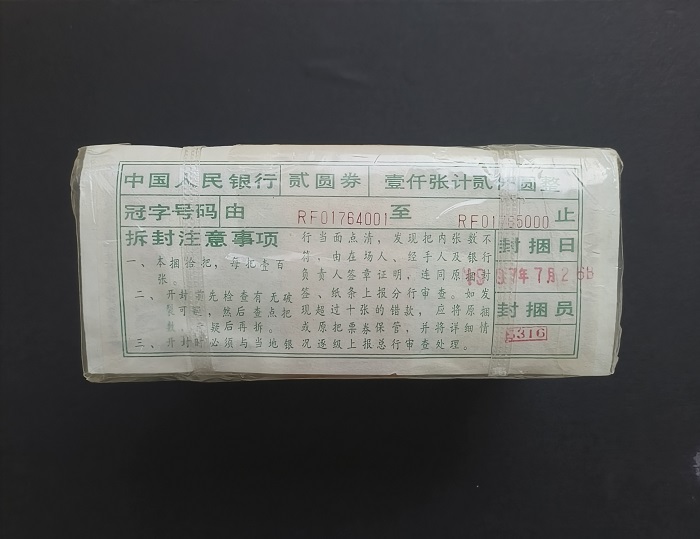 中国人民银行 贰圆券 壹仟张计贰仟圆整
冠字号码由 RF01764001 至 RF01765000 止
拆封注意事项
一、本捆拾把，每把壹百
张。
二、开封前先检查有无破
可，然后查点把
数，疑后再拆。
三、开封时必须与当地银
行当面点清，发现把内张数不
符，由在场人、经手人及银行
负责人签章证明，连同原捆封
签、纸条上报分行审查。如发
现超过十张的错款，应将原捆
或原把票券保管，并将详细情
况逐级上报总行审查处理。
封捆日
年7月
封捆员